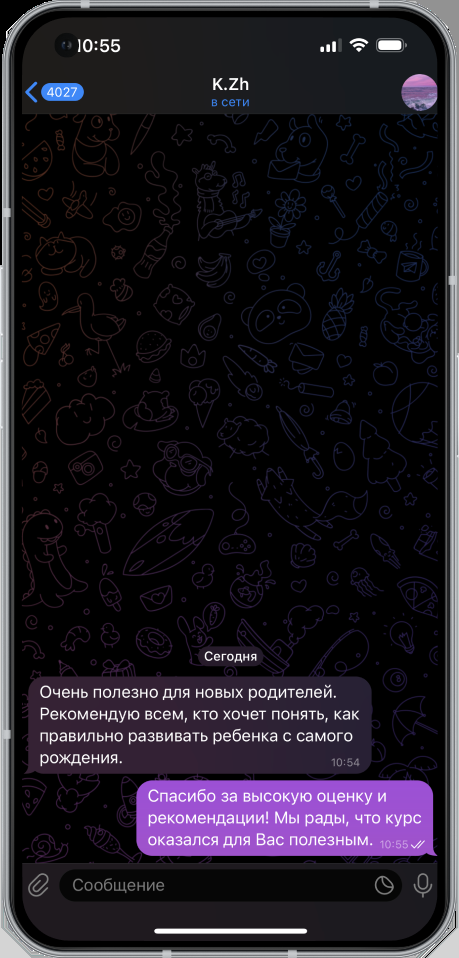 10:55
4027
K.Zh
в сети
Сегодня
Очень полезно для новых родителей.
Рекомендую всем, кто хочет понять, как
правильно развивать ребенка с самого
рождения.
10:54
Спасибо за высокую оценку и
рекомендации! Мы рады, что курс
оказался для Вас полезным. 10:55
Сообщение